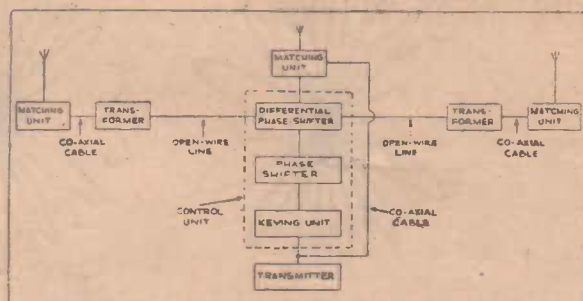 MATCHING
UNIT
MATCHING
UNIT
TRANS-
FORMER
DIFFERENTIAL
PHASE-SHIFTER
TRANS-
FORMER
MATCHING
UNIT
CO-AXIAL
CABLE
OPEN-WIRE
LINE
OPEN-WIRE
LINE
CO-AXIAL
CABLE
PHASE
SHIFTER
CONTROL
UNIT
KEYING UNIT
CO-AXIAL
CABLE
TRANSMITTER